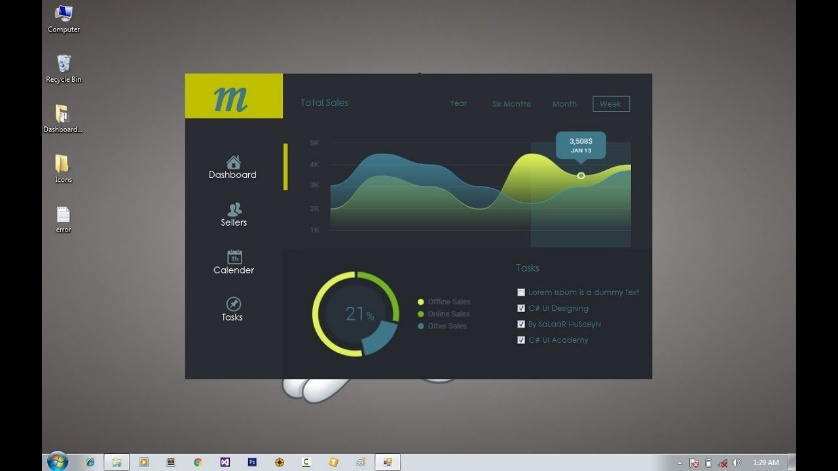 Computer
Recycle Bin
Dashboard...
Icons
error
m
Dashboard
Sellers
Calender
Tasks
Total Sales
Year
Six Months
Month
Week
5K
4K
3K
2K
1K
3,508$
JAN 13
21%
Offline Sales
Online Sales
Other Sales
Tasks
Lorem Ispum is a dummy Text
C# UI Designing
By SaLaaR HuSseyN
C# UI Academy
1:29 AM